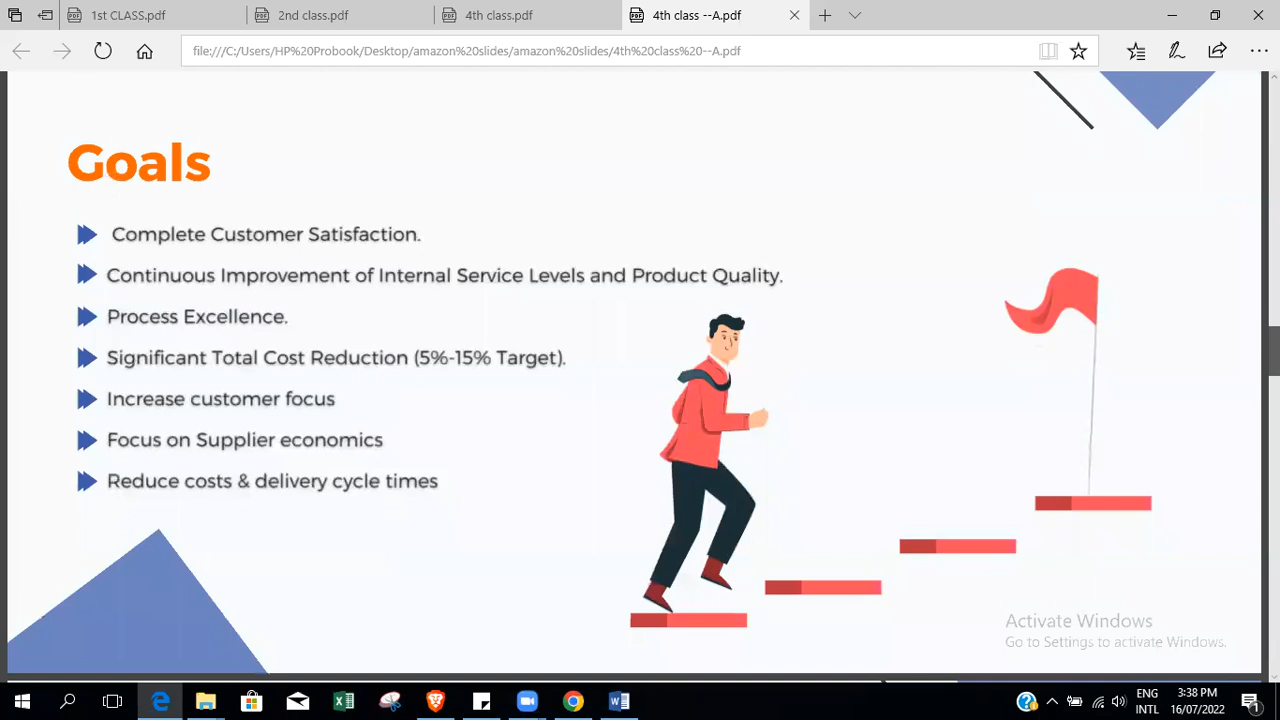 1ST CLASS.pdf
2nd class.pdf
4th class.pdf
4th class --A.pdf
file:///C:/Users/HP%20Probook/Desktop/amazon%20slides/amazon%20slides/4th%20class%20--A.pdf
Goals
Complete Customer Satisfaction.
Continuous Improvement of Internal Service Levels and Product Quality.
Process Excellence.
Significant Total Cost Reduction (5%-15% Target).
Increase customer focus
Focus on Supplier economics
Reduce costs & delivery cycle times
Activate Windows
Go to Settings to activate Windows.
ENG
INTL
3:38 PM
16/07/2022
1